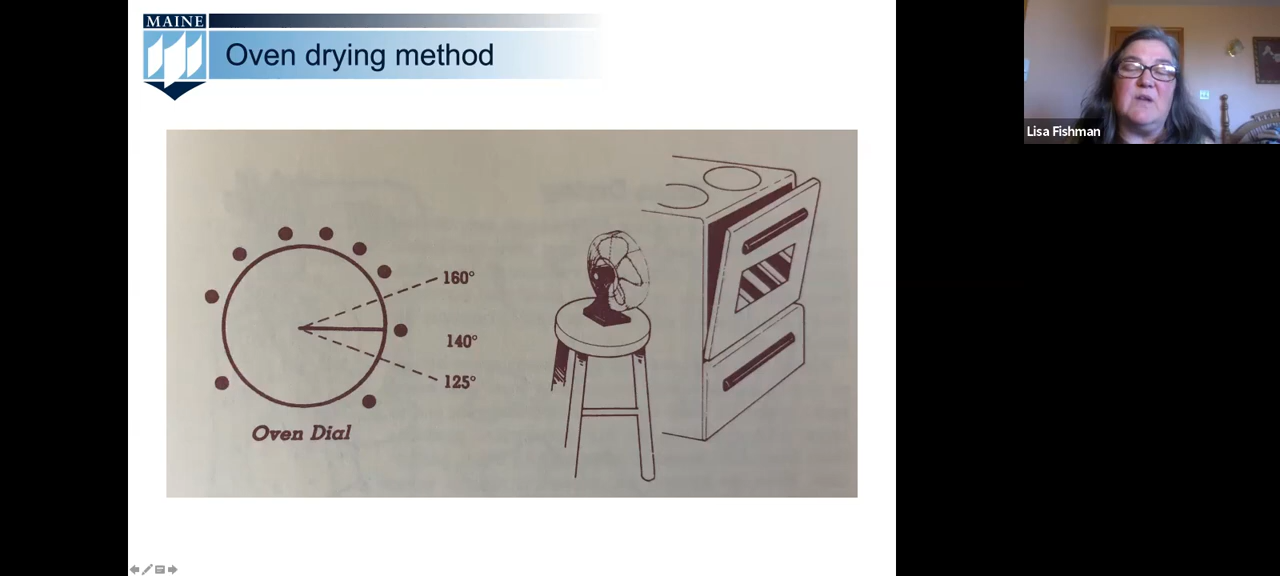 MAINE
Oven drying method
160°
140°
125°
Oven Dial
Lisa Fishman